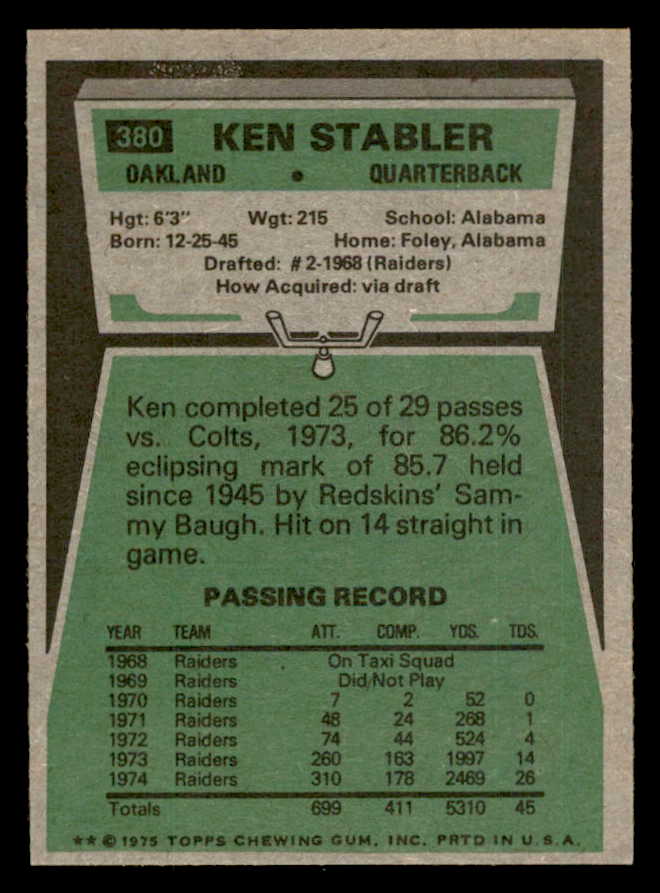 380 KEN STABLER
OAKLAND • QUARTERBACK
Hgt: 6'3" Wgt: 215 School: Alabama
Born: 12-25-45 Home: Foley, Alabama
Drafted: #2-1968 (Raiders)
How Acquired: via draft
Ken completed 25 of 29 passes
vs. Colts, 1973, for 86.2%
eclipsing mark of 85.7 held
since 1945 by Redskins' Sam-
my Baugh. Hit on 14 straight in
game.
PASSING RECORD
YEAR TEAM ATT. COMP. YDS. TDS.
1968 Raiders On Taxi Squad
1969 Raiders Did Not Play
1970 Raiders 7 2 52 0
1971 Raiders 48 24 268 1
1972 Raiders 74 44 524 4
1973 Raiders 260 163 1997 14
1974 Raiders 310 178 2469 26
Totals 699 411 5310 45
** © 1975 TOPPS CHEWING GUM, INC. PRTD IN U.S.A.